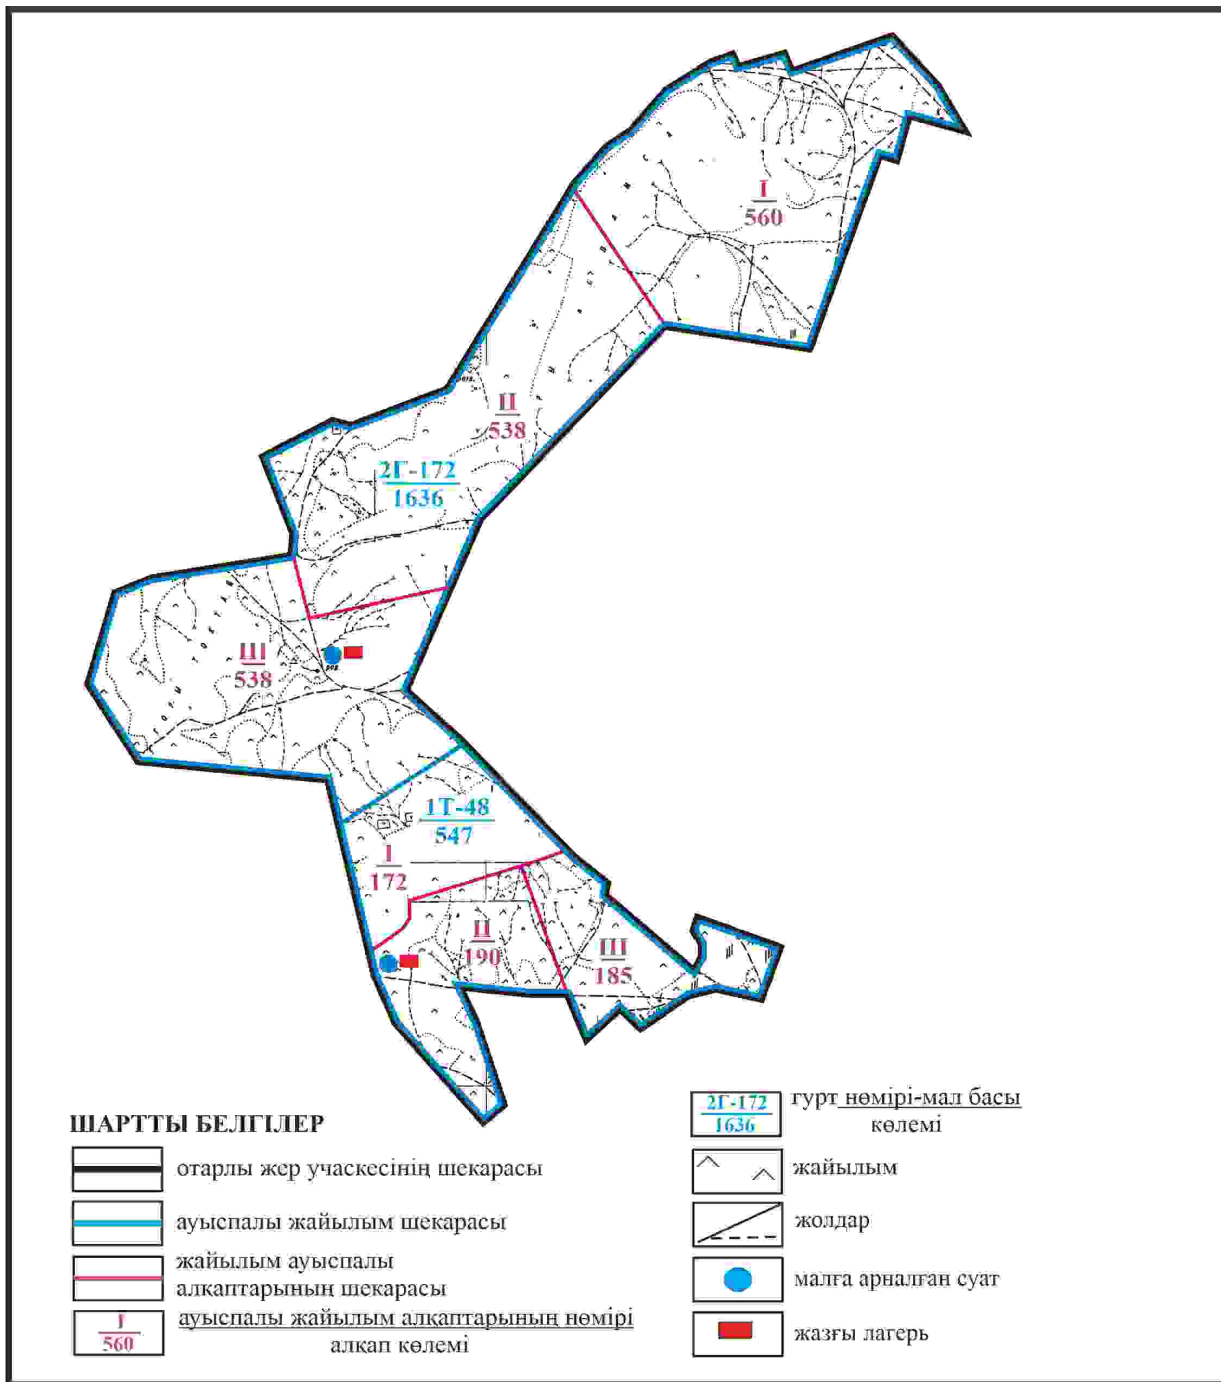 I
560
II
538
2Г-172
1636
III
538
1Т-48
547
I
172
II
190
III
185
ШАРТТЫ БЕЛГІЛЕР
отарлы жер учаскесінің шекарасы
ауыспалы жайылым шекарасы
жайылым ауыспалы
алқаптарының шекарасы
I
560
ауыспалы жайылым алқаптарының нөмірі
алқап көлемі
2Г-172
1636
гурт нөмірі-мал басы
көлемі
жайылым
жолдар
малға арналған суат
жазғы лагерь